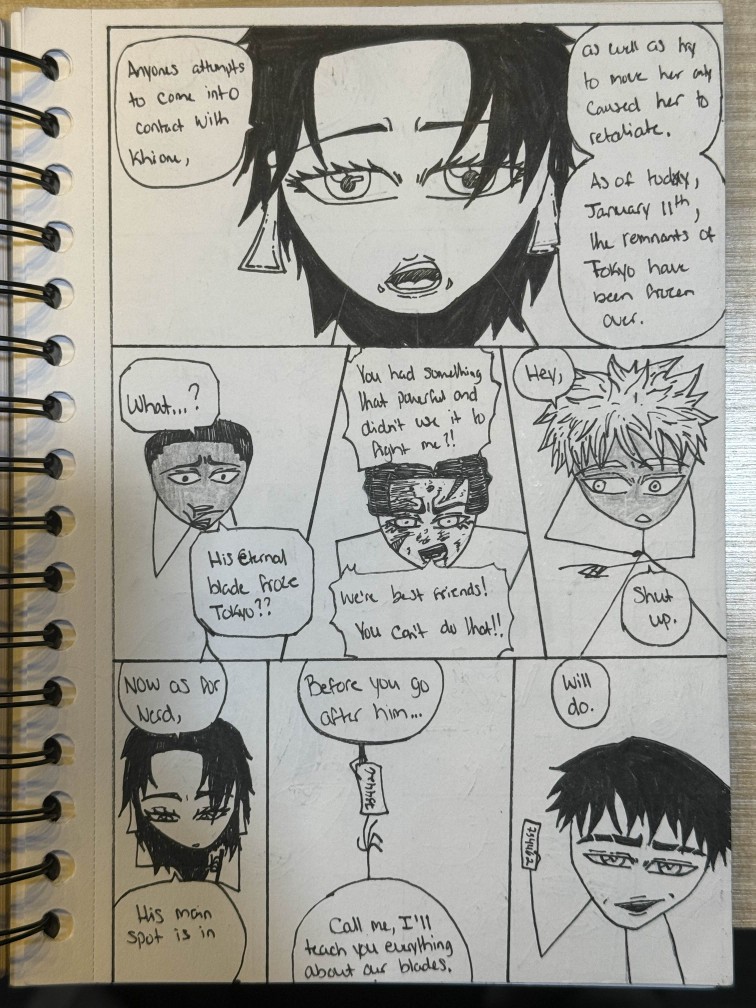 Anyones attempts
to come into
contact with
Khione,
as well as try
to move her only
caused her to
retaliate.
As of today,
January 11th,
the remnants of
Tokyo have
been frozen
over.
What...?
His eternal
blade froze
Tokyo??
You had something
that powerful and
didn't use it to
fight me?!
We're best friends!
You can't do that!!
Hey,
Shut
up.
Now as for
Nerd,
His main
spot is in
Before you go
after him...
Call me, I'll
teach you everything
about our blades.
Will
do.